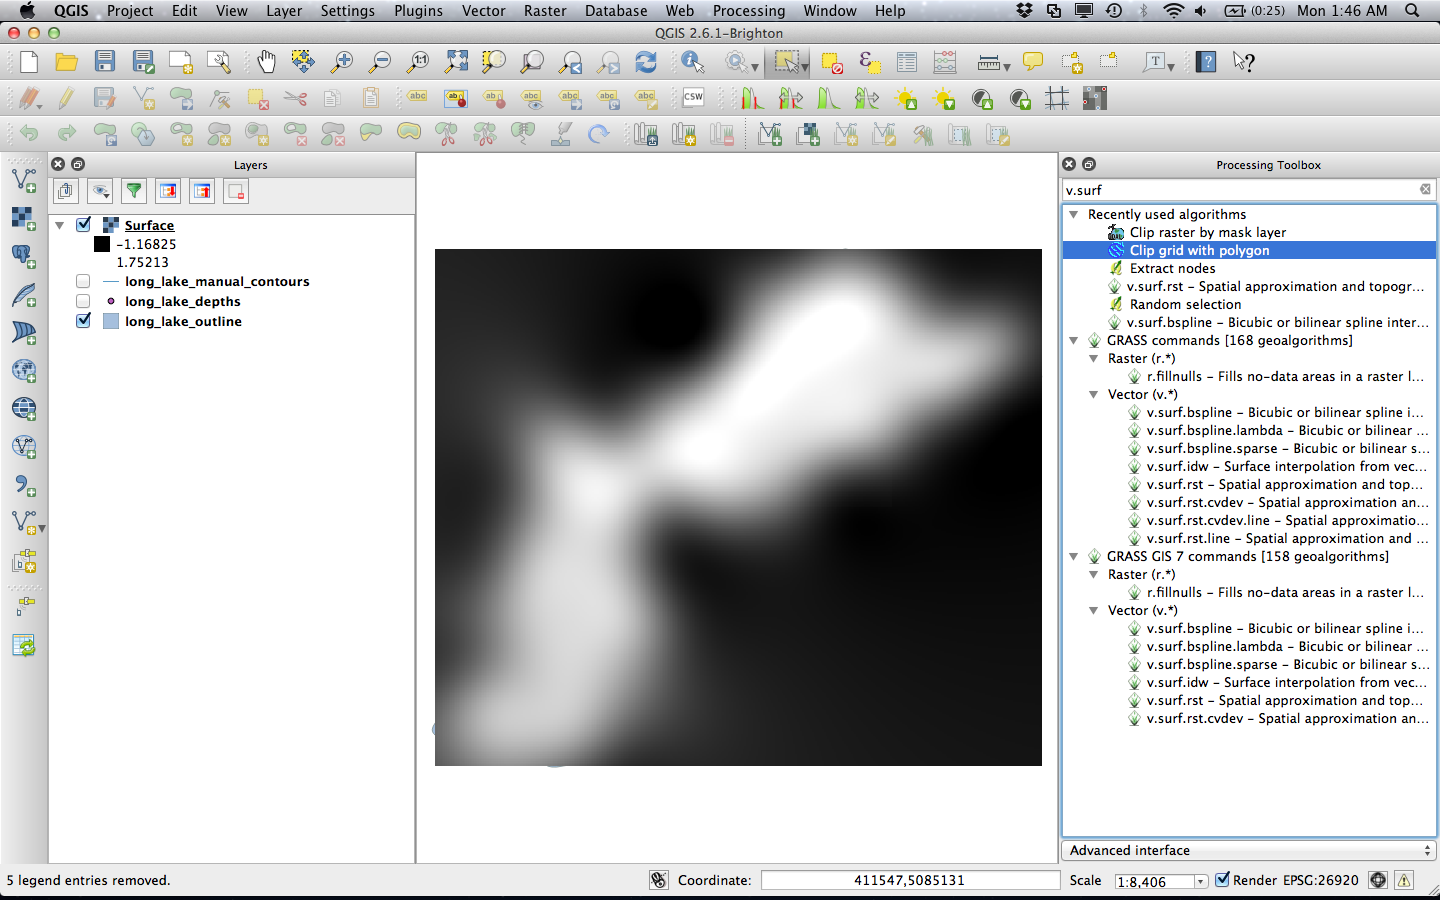 QGIS Project Edit View Layer Settings Plugins Vector Raster Database Web Processing Window Help (0:25) Mon 1:46 AM
QGIS 2.6.1-Brighton
1:1
T
?
abc ab ab abc abc abc abc CSW
Layers
Processing Toolbox
v.surf
Surface
-1.16825
1.75213
long_lake_manual_contours
long_lake_depths
long_lake_outline
Recently used algorithms
Clip raster by mask layer
Clip grid with polygon
Extract nodes
v.surf.rst - Spatial approximation and topogr...
Random selection
v.surf.bspline - Bicubic or bilinear spline inter...
GRASS commands [168 geoalgorithms]
Raster (r.*)
r.fillnulls - Fills no-data areas in a raster l...
Vector (v.*)
v.surf.bspline - Bicubic or bilinear spline i...
v.surf.bspline.lambda - Bicubic or bilinear ...
v.surf.bspline.sparse - Bicubic or bilinear s...
v.surf.idw - Surface interpolation from vec...
v.surf.rst - Spatial approximation and top...
v.surf.rst.cvdev - Spatial approximation an...
v.surf.rst.cvdev.line - Spatial approximatio...
v.surf.rst.line - Spatial approximation and ...
GRASS GIS 7 commands [158 geoalgorithms]
Raster (r.*)
r.fillnulls - Fills no-data areas in a raster l...
Vector (v.*)
v.surf.bspline - Bicubic or bilinear spline i...
v.surf.bspline.lambda - Bicubic or bilinear ...
v.surf.bspline.sparse - Bicubic or bilinear s...
v.surf.idw - Surface interpolation from vec...
v.surf.rst - Spatial approximation and top...
v.surf.rst.cvdev - Spatial approximation an...
Advanced interface
5 legend entries removed. Coordinate: 411547,5085131 Scale 1:8,406 Render EPSG:26920